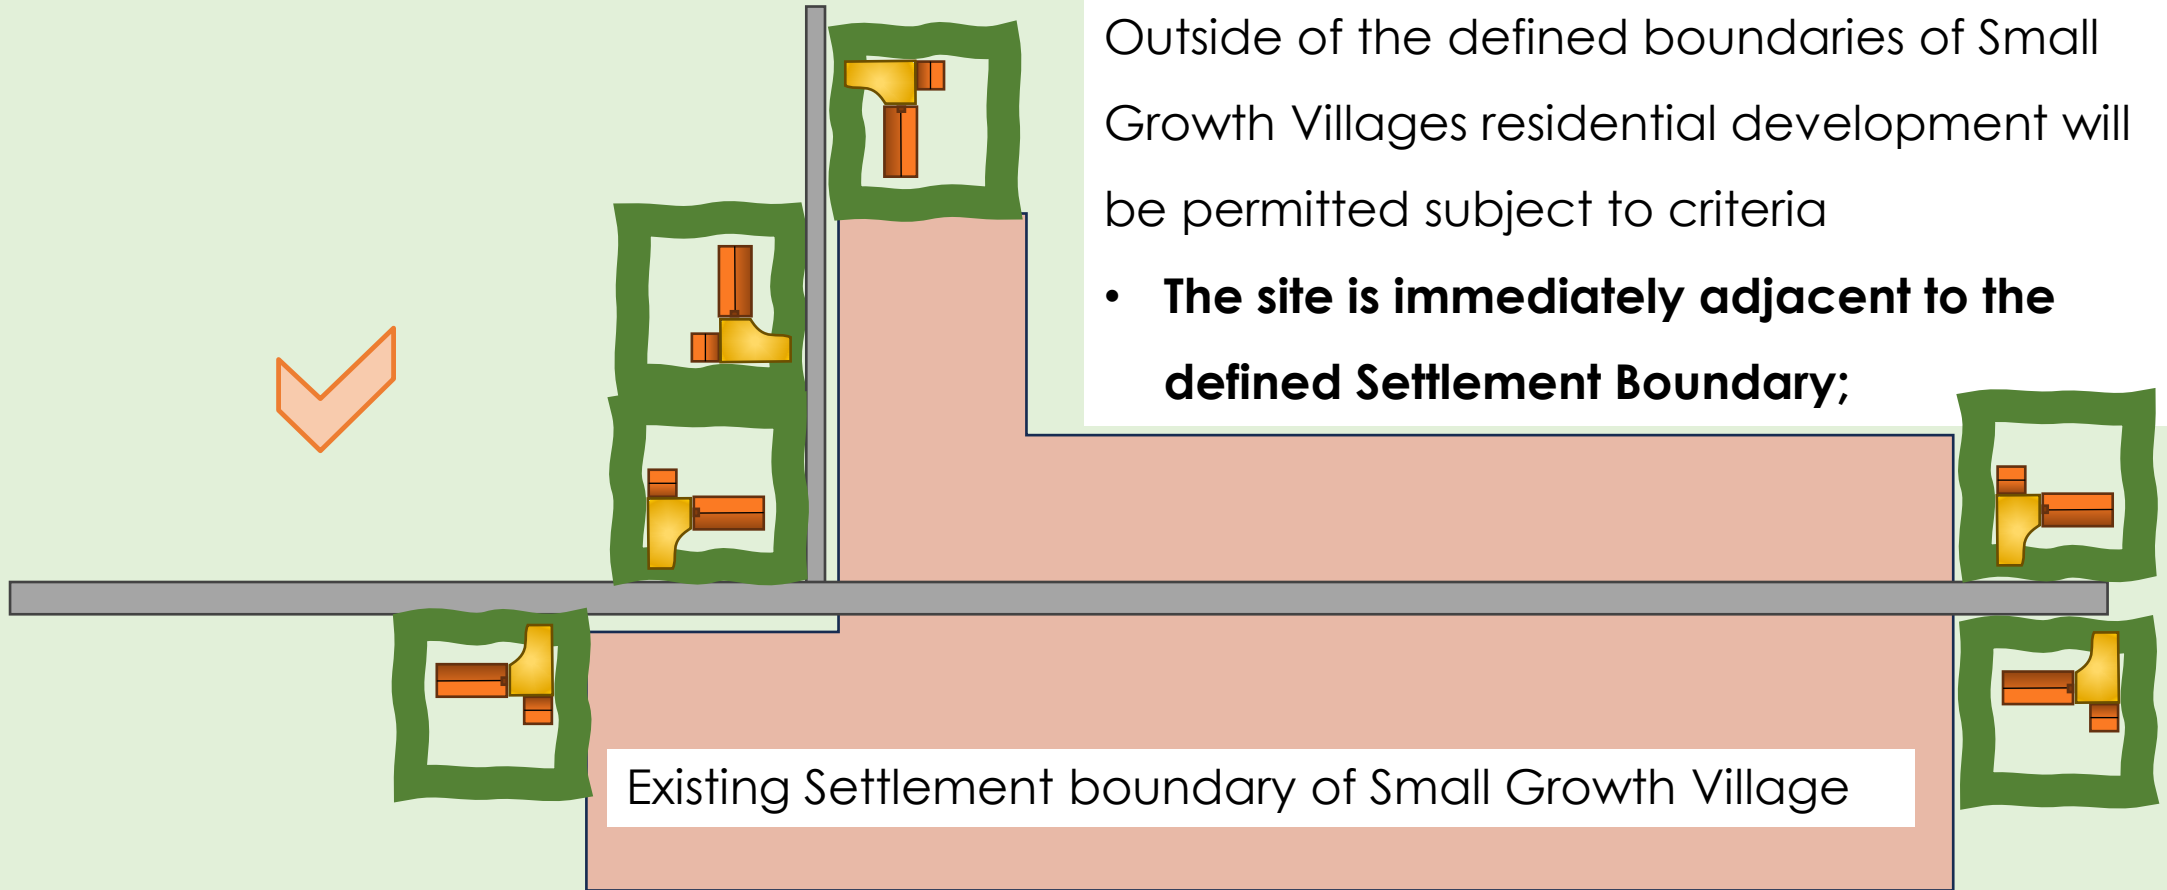 Outside of the defined boundaries of Small
Growth Villages residential development will
be permitted subject to criteria
• The site is immediately adjacent to the
defined Settlement Boundary;
Existing Settlement boundary of Small Growth Village